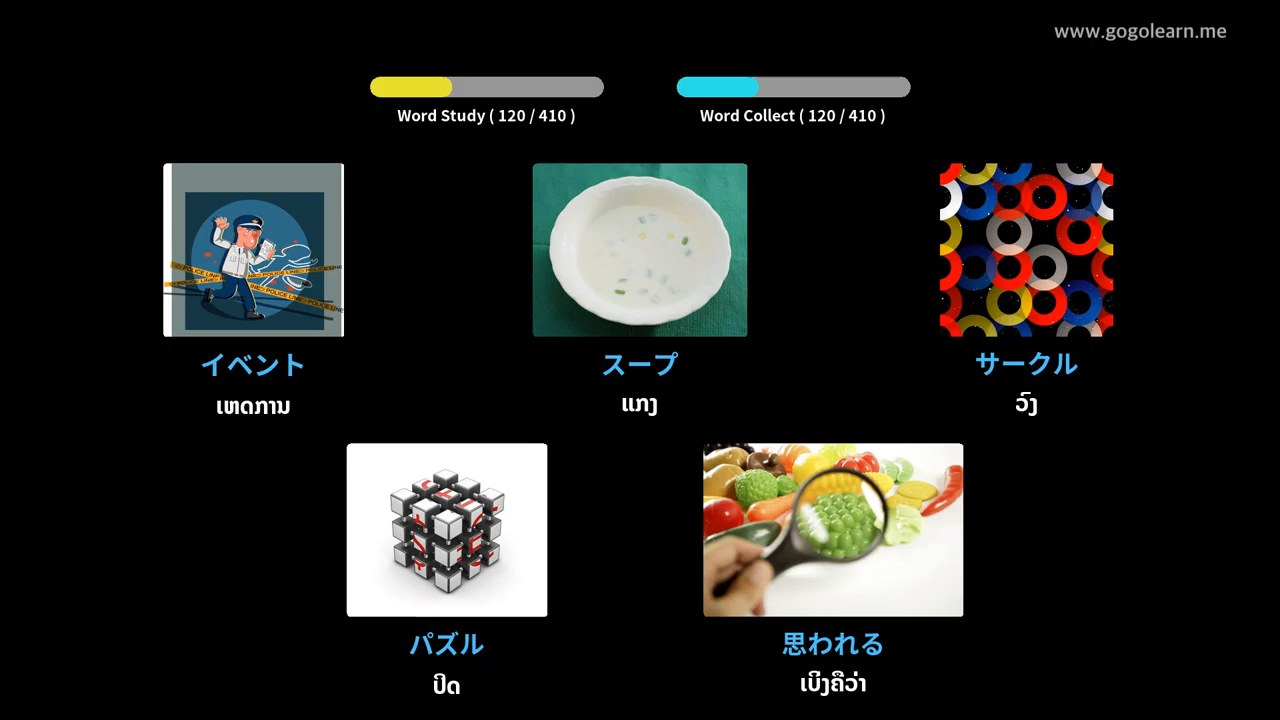 www.gogolearn.me
Word Study ( 120 / 410 )
Word Collect ( 120 / 410 )
イベント
ເຫດການ
スープ
ແກງ
サークル
ວົງ
パズル
ປິດ
思われる
ເບິງຄືວ່າ